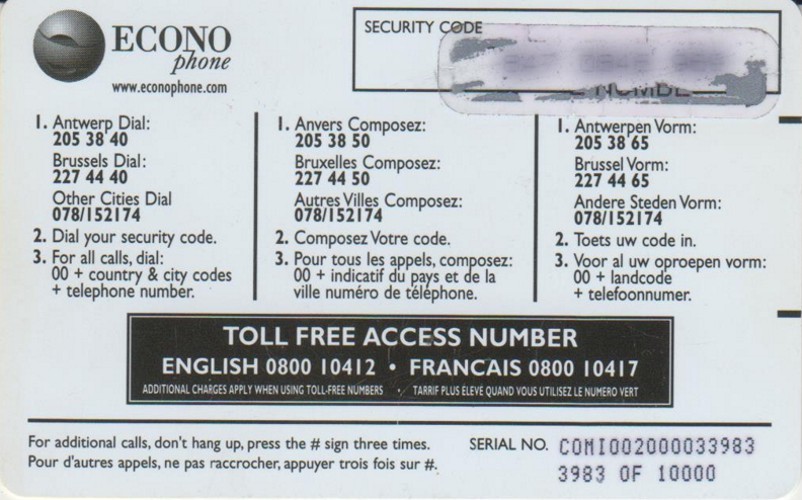 ECONO
phone
www.econophone.com
SECURITY CODE
1. Antwerp Dial:
205 38 40
Brussels Dial:
227 44 40
Other Cities Dial
078/152174
2. Dial your security code.
3. For all calls, dial:
00 + country & city codes
+ telephone number.
1. Anvers Composez:
205 38 50
Bruxelles Composez:
227 44 50
Autres Villes Composez:
078/152174
2. Composez Votre code.
3. Pour tous les appels, composez:
00 + indicatif du pays et de la
ville numéro de téléphone.
1. Antwerpen Vorm:
205 38 65
Brussel Vorm:
227 44 65
Andere Steden Vorm:
078/152174
2. Toets uw code in.
3. Voor al uw oproepen vorm:
00 + landcode
+ telefoonnumer.
TOLL FREE ACCESS NUMBER
ENGLISH 0800 10412 • FRANCAIS 0800 10417
ADDITIONAL CHARGES APPLY WHEN USING TOLL-FREE NUMBERS • TARRIF PLUS ÉLEVÉ QUAND VOUS UTILISEZ LE NUMERO VERT
For additional calls, don't hang up, press the # sign three times.
Pour d'autres appels, ne pas raccrocher, appuyer trois fois sur #.
SERIAL NO. COMI002000033983
3983 OF 10000